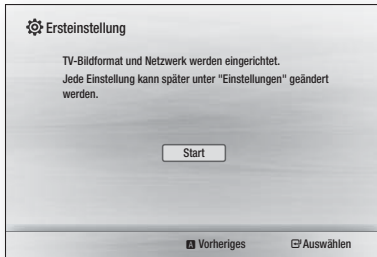 Ersteinstellung
TV-Bildformat und Netzwerk werden eingerichtet.
Jede Einstellung kann später unter "Einstellungen" geändert
werden.
Start
A Vorheriges
Auswählen